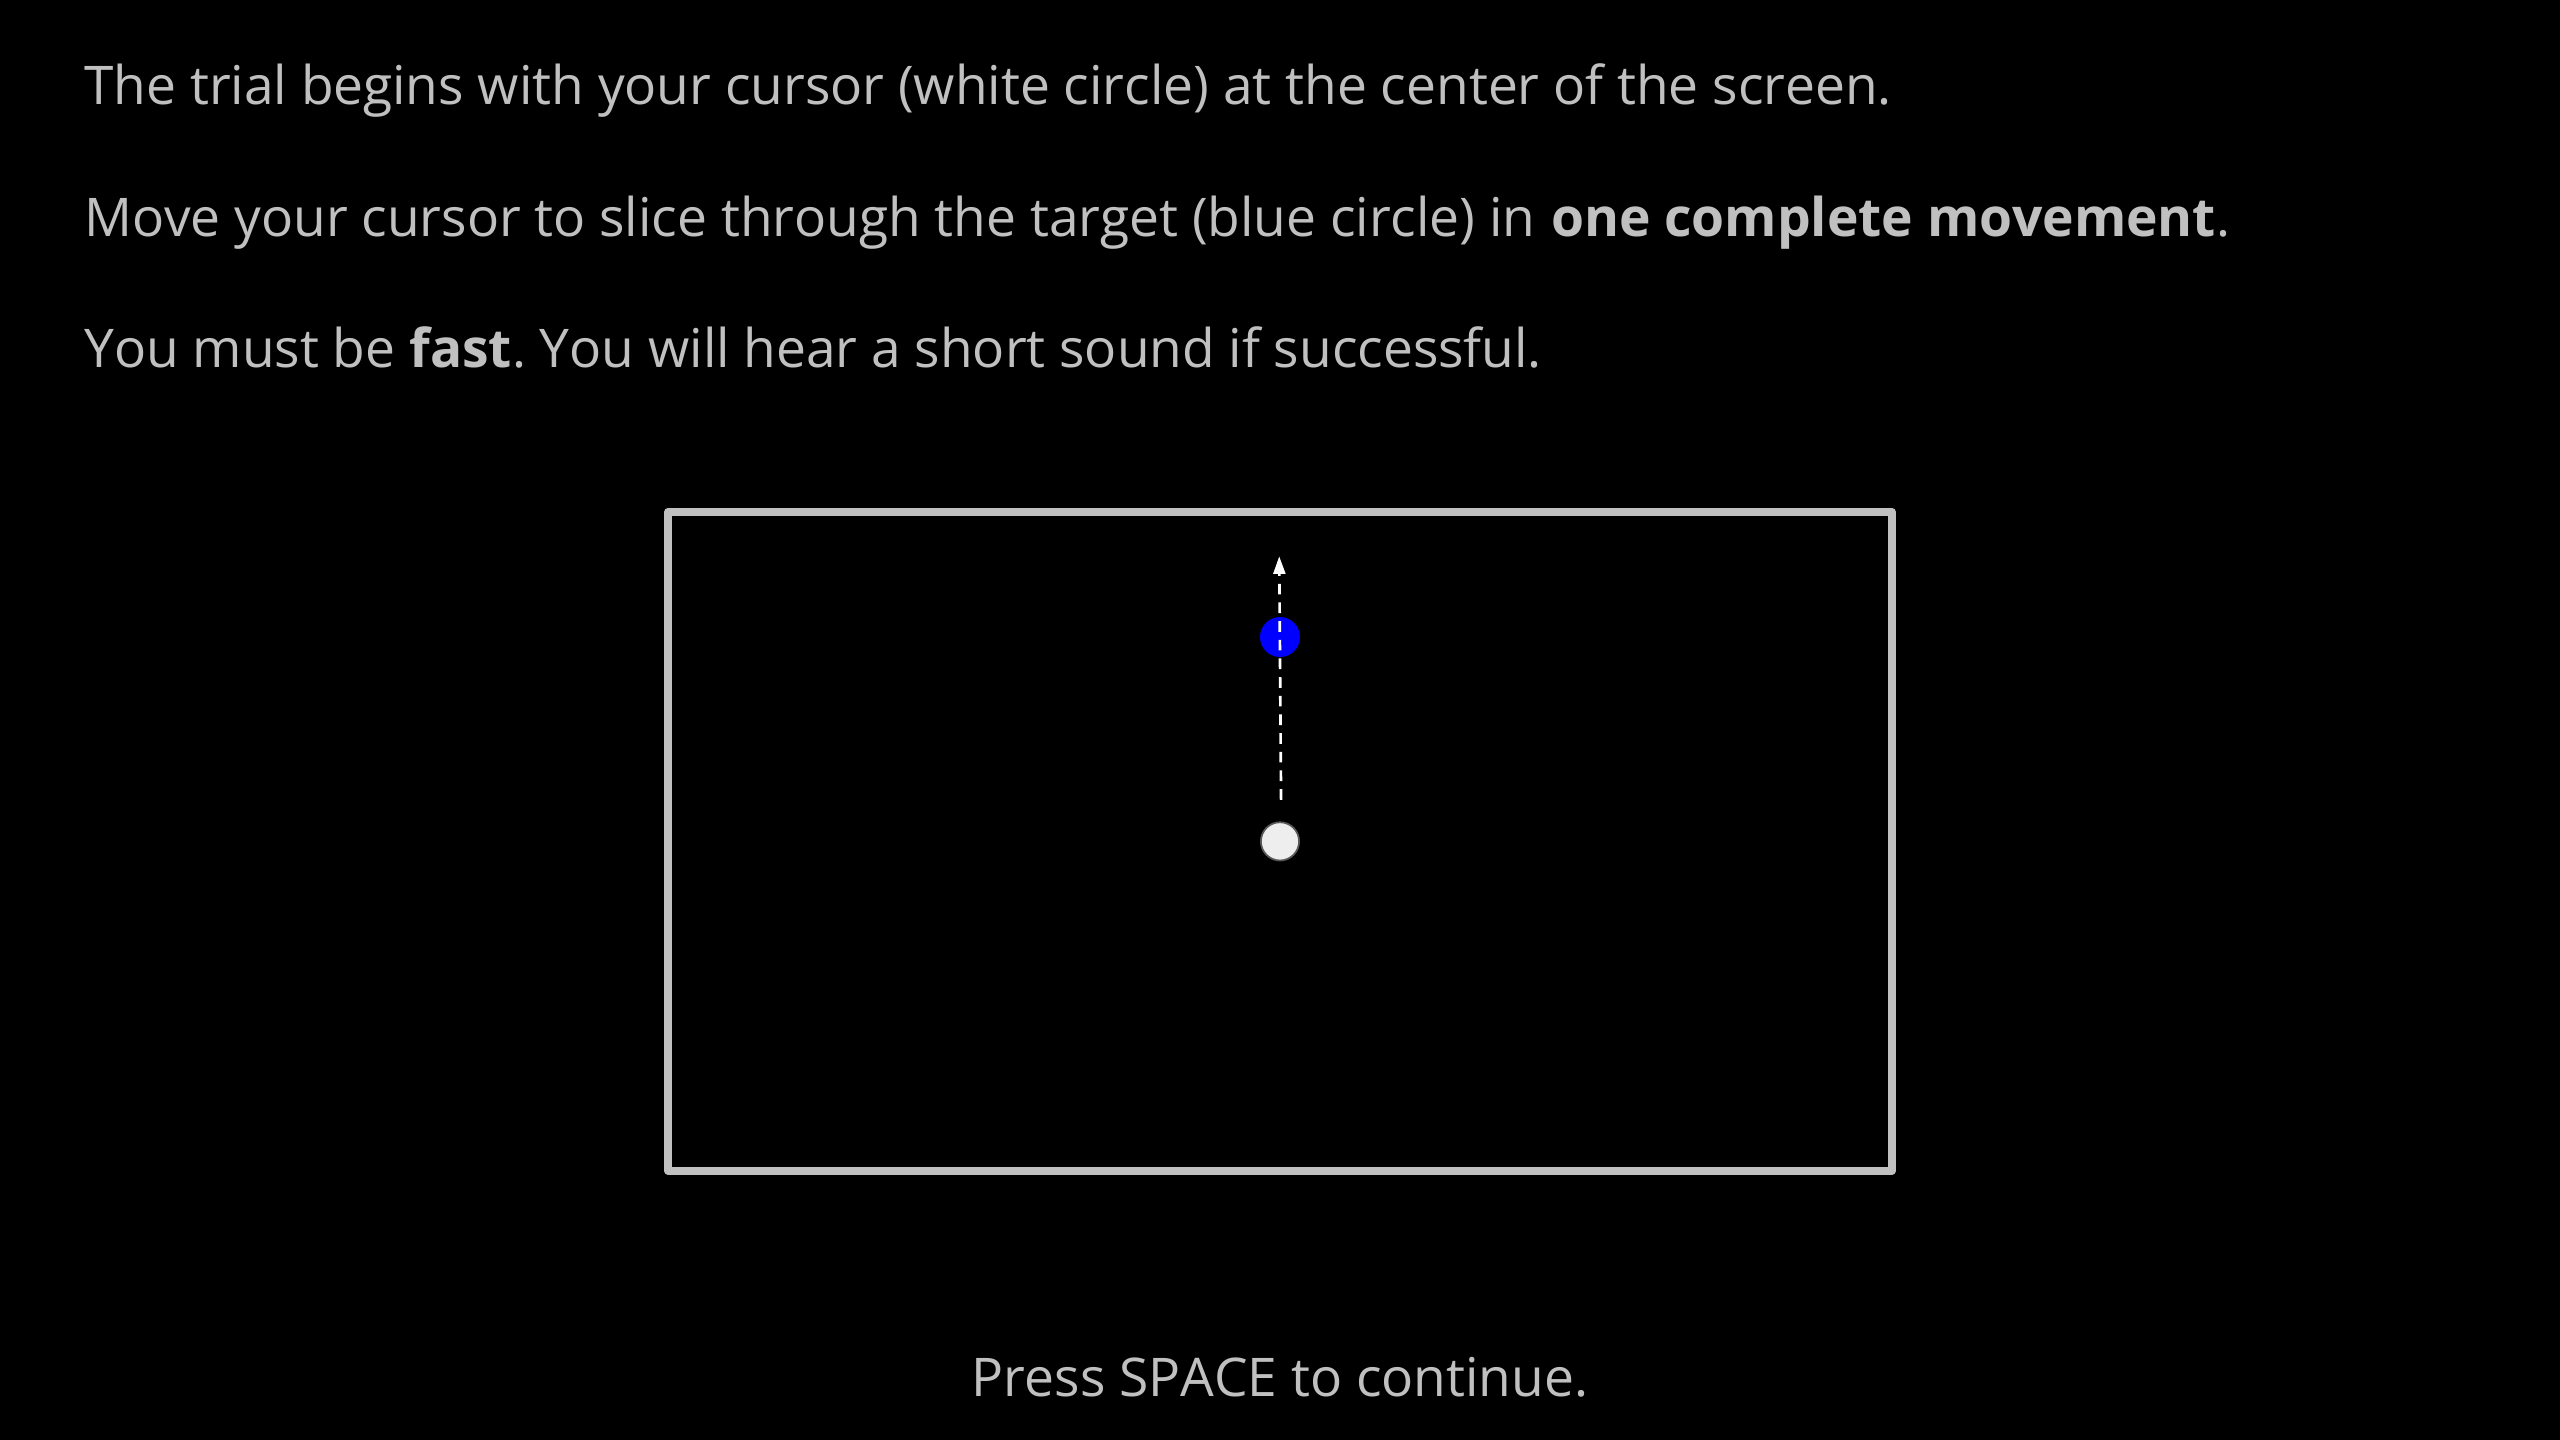 The trial begins with your cursor (white circle) at the center of the screen.
Move your cursor to slice through the target (blue circle) in one complete movement.
You must be fast. You will hear a short sound if successful.
Press SPACE to continue.